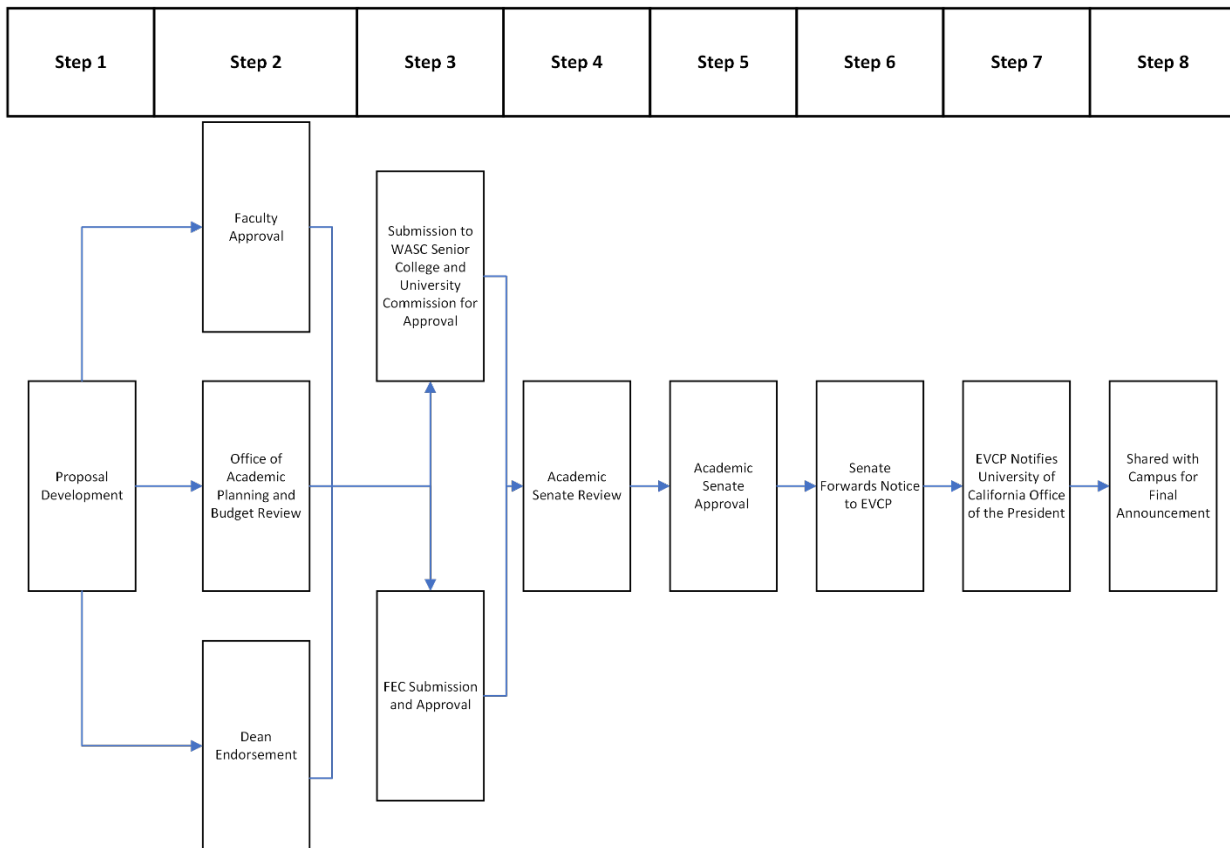 Step 1
Step 2
Step 3
Step 4
Step 5
Step 6
Step 7
Step 8
Faculty
Approval
Submission to
WASC Senior
College and
University
Commission for
Approval
Proposal
Development
Office of
Academic
Planning and
Budget Review
Academic
Senate Review
Academic
Senate
Approval
Senate
Forwards Notice
to EVCP
EVCP Notifies
University of
California Office
of the President
Shared with
Campus for
Final
Announcement
FEC Submission
and Approval
Dean
Endorsement